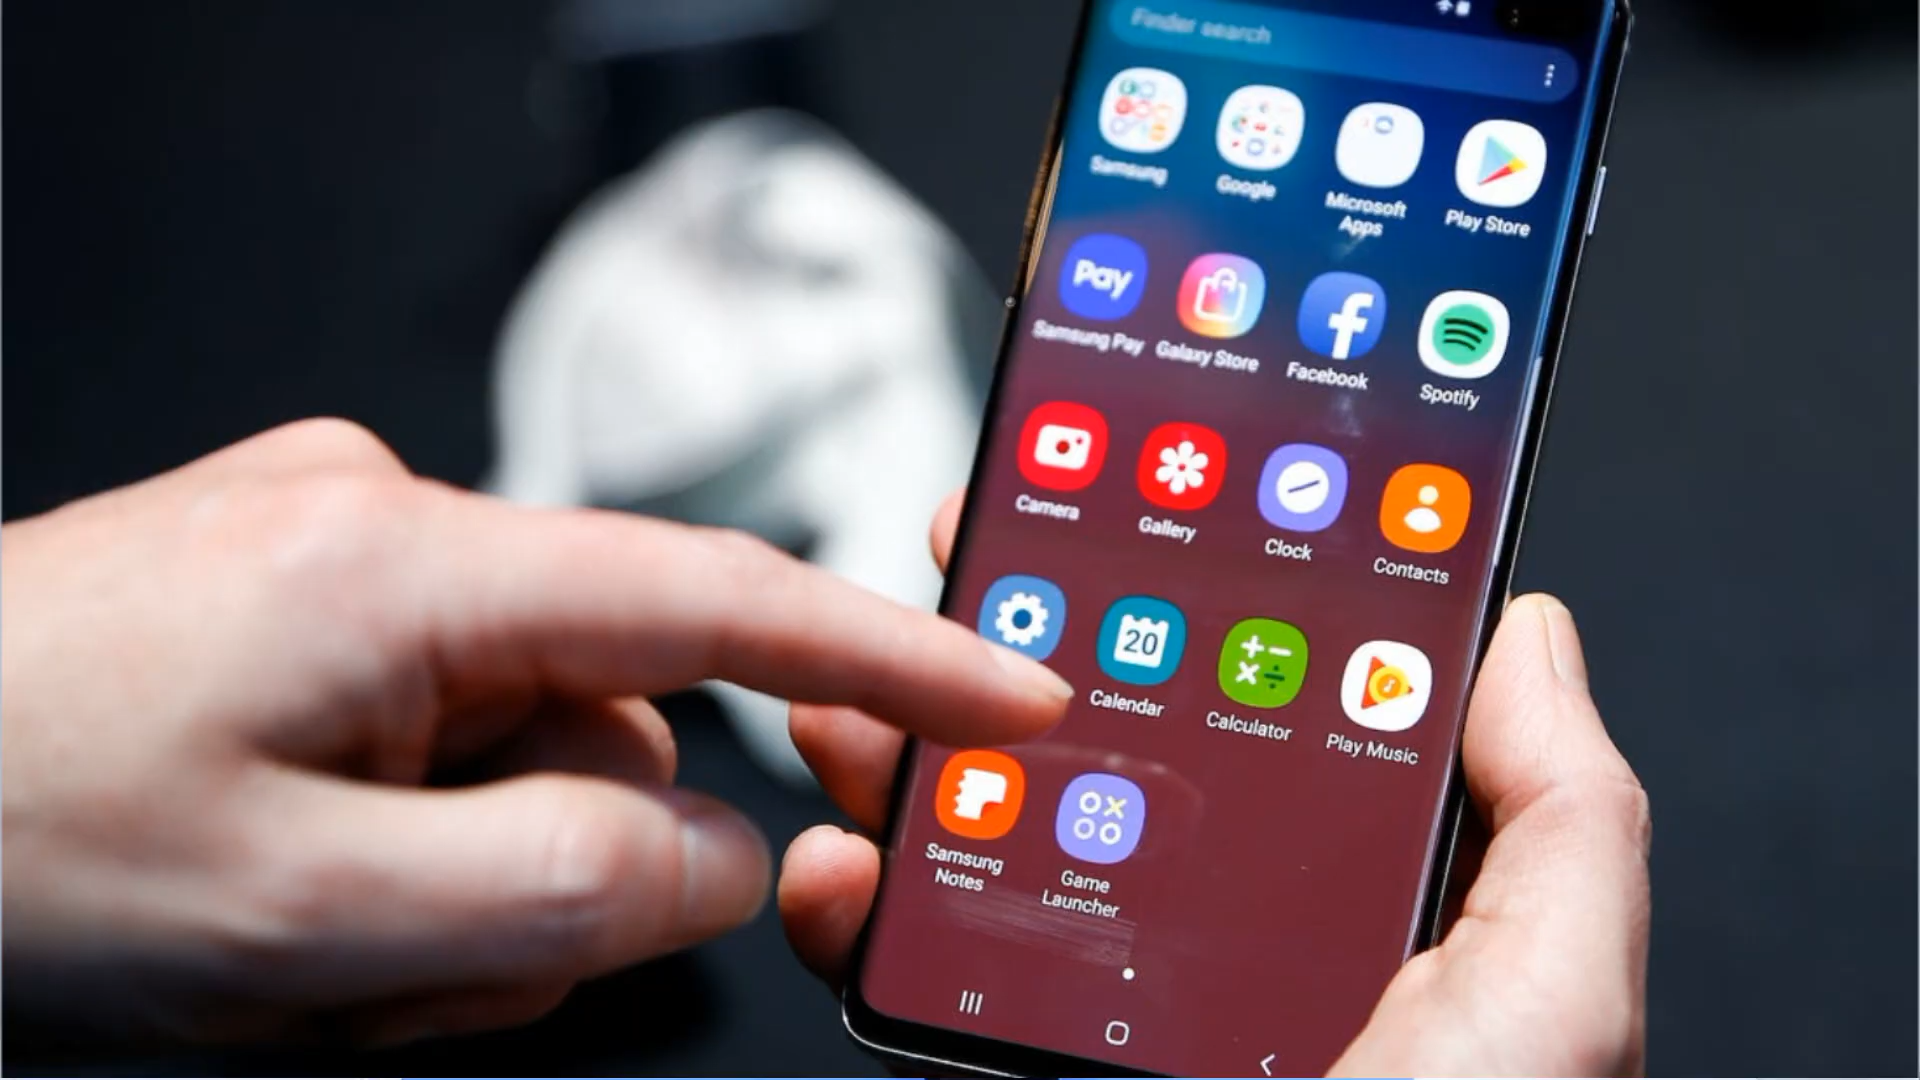 Finder search
Samsung
Google
Microsoft
Apps
Play Store
Pay
Samsung Pay
Galaxy Store
Facebook
Spotify
Camera
Gallery
Clock
Contacts
20
Calendar
Calculator
Play Music
Samsung
Notes
Game
Launcher